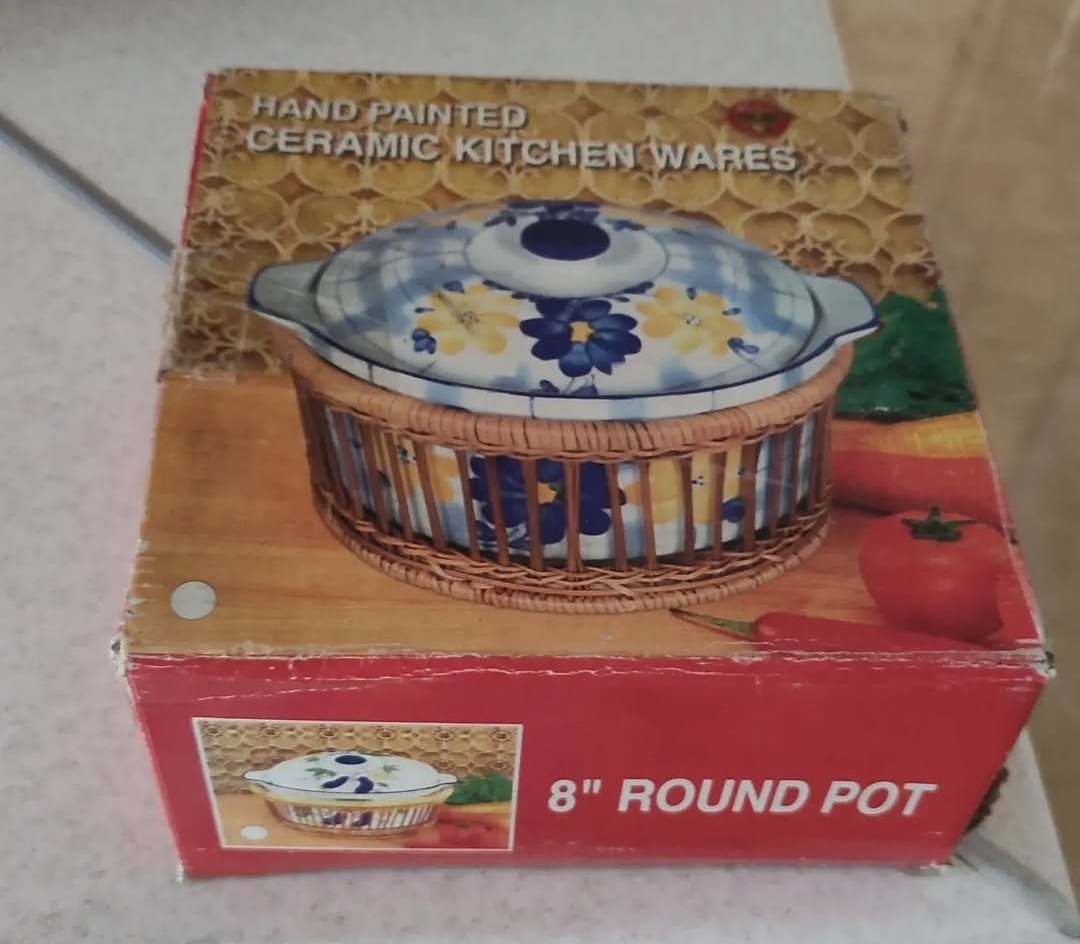 HAND PAINTED
CERAMIC KITCHEN WARES
8" ROUND POT